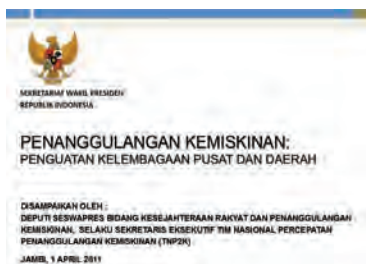 SEKRETARIAT WAKIL PRESIDEN
REPUBLIK INDONESIA
PENANGGULANGAN KEMISKINAN:
PENGUATAN KELEMBAGAAN PUSAT DAN DAERAH
DISAMPAIKAN OLEH :
DEPUTI SESWAPRES BIDANG KESEJAHTERAAN RAKYAT DAN PENANGGULANGAN
KEMISKINAN, SELAKU SEKRETARIS EKSEKUTIF TIM NASIONAL PERCEPATAN
PENANGGULANGAN KEMISKINAN (TNP2K)
JAMBI, 1 APRIL 2011